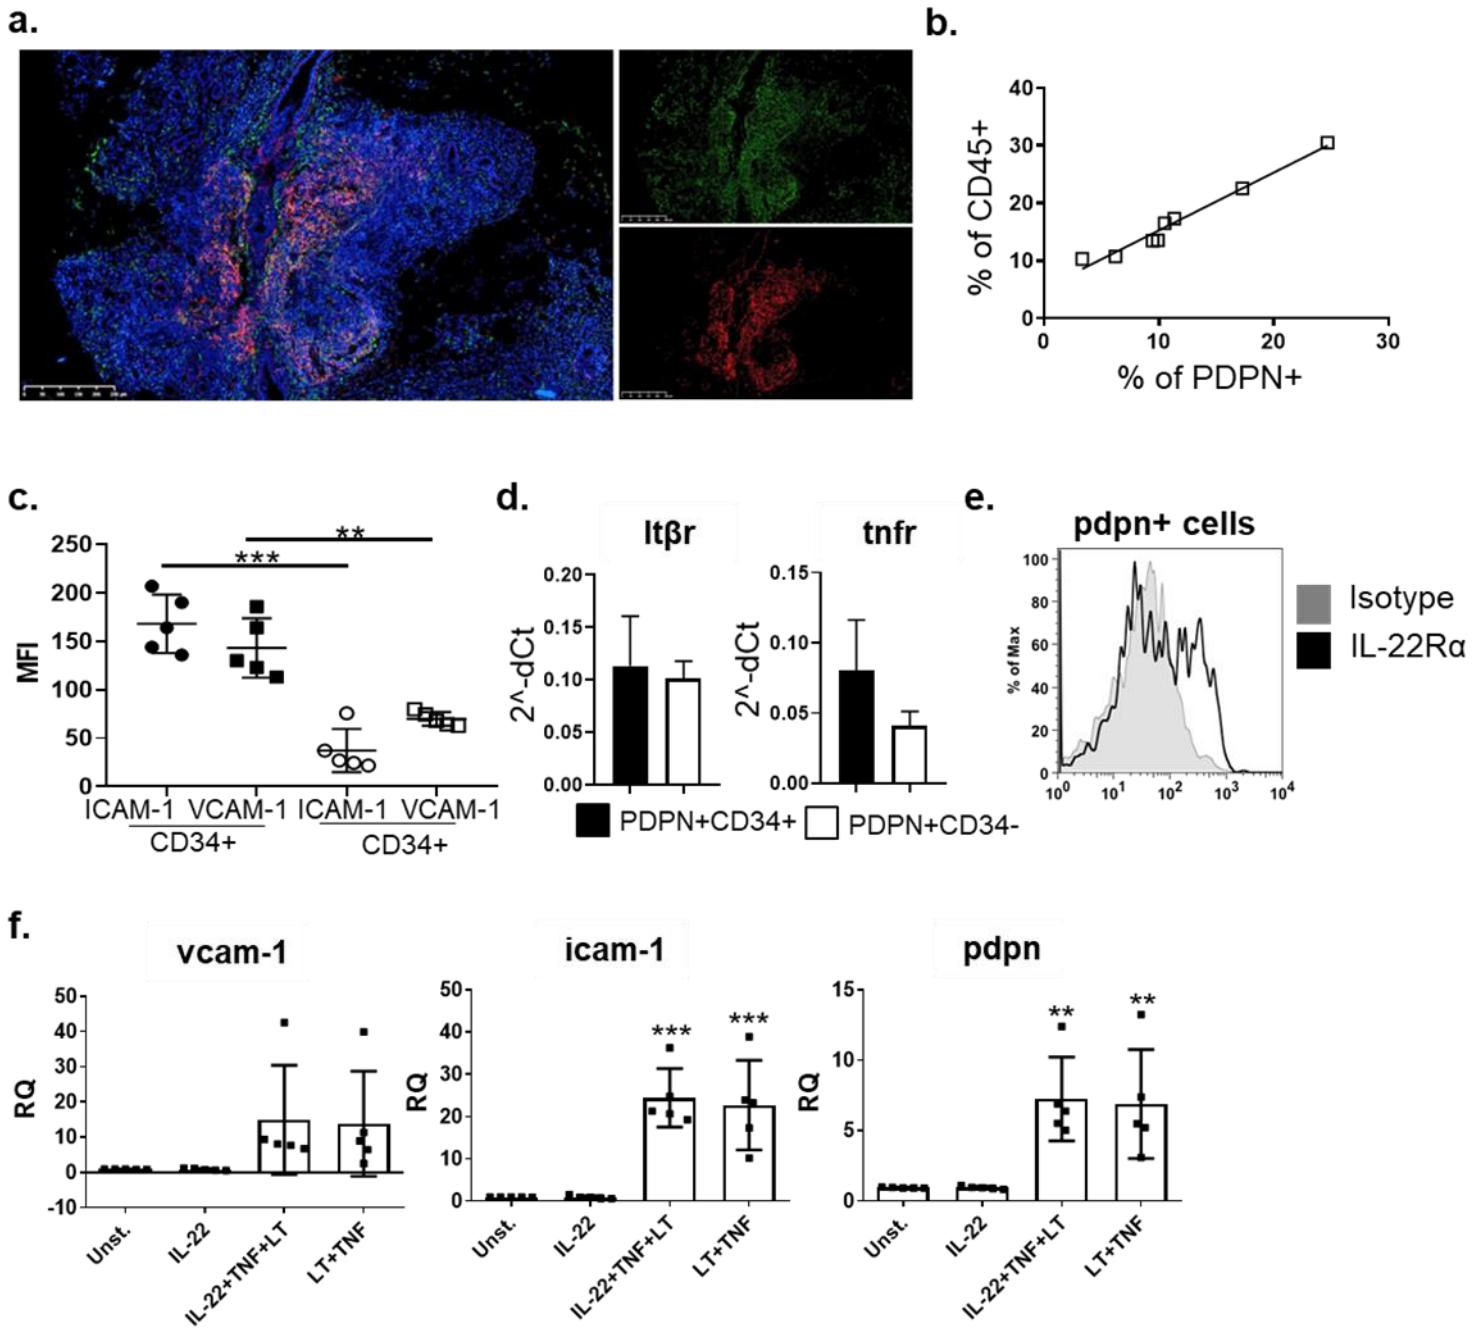 a.
b.
40
30
20
10
0
% of CD45+
0 10 20 30
% of PDPN+
c.
250
200
150
100
50
0
MFI
***
**
ICAM-1 VCAM-1 ICAM-1 VCAM-1
CD34+ CD34+
d.
ltβr
0.20
0.15
0.10
0.05
0.00
2^-dCt
tnfr
0.15
0.10
0.05
0.00
2^-dCt
PDPN+CD34+ PDPN+CD34-
e.
pdpn+ cells
100
80
60
40
20
0
% of Max
10⁰ 10¹ 10² 10³ 10⁴
Isotype
IL-22Rα
f.
vcam-1
50
40
30
20
10
0
-10
RQ
Unst. IL-22 IL-22+TNF+LT LT+TNF
icam-1
50
40
30
20
10
0
RQ
*** ***
Unst. IL-22 IL-22+TNF+LT LT+TNF
pdpn
15
10
5
0
RQ
** **
Unst. IL-22 IL-22+TNF+LT LT+TNF